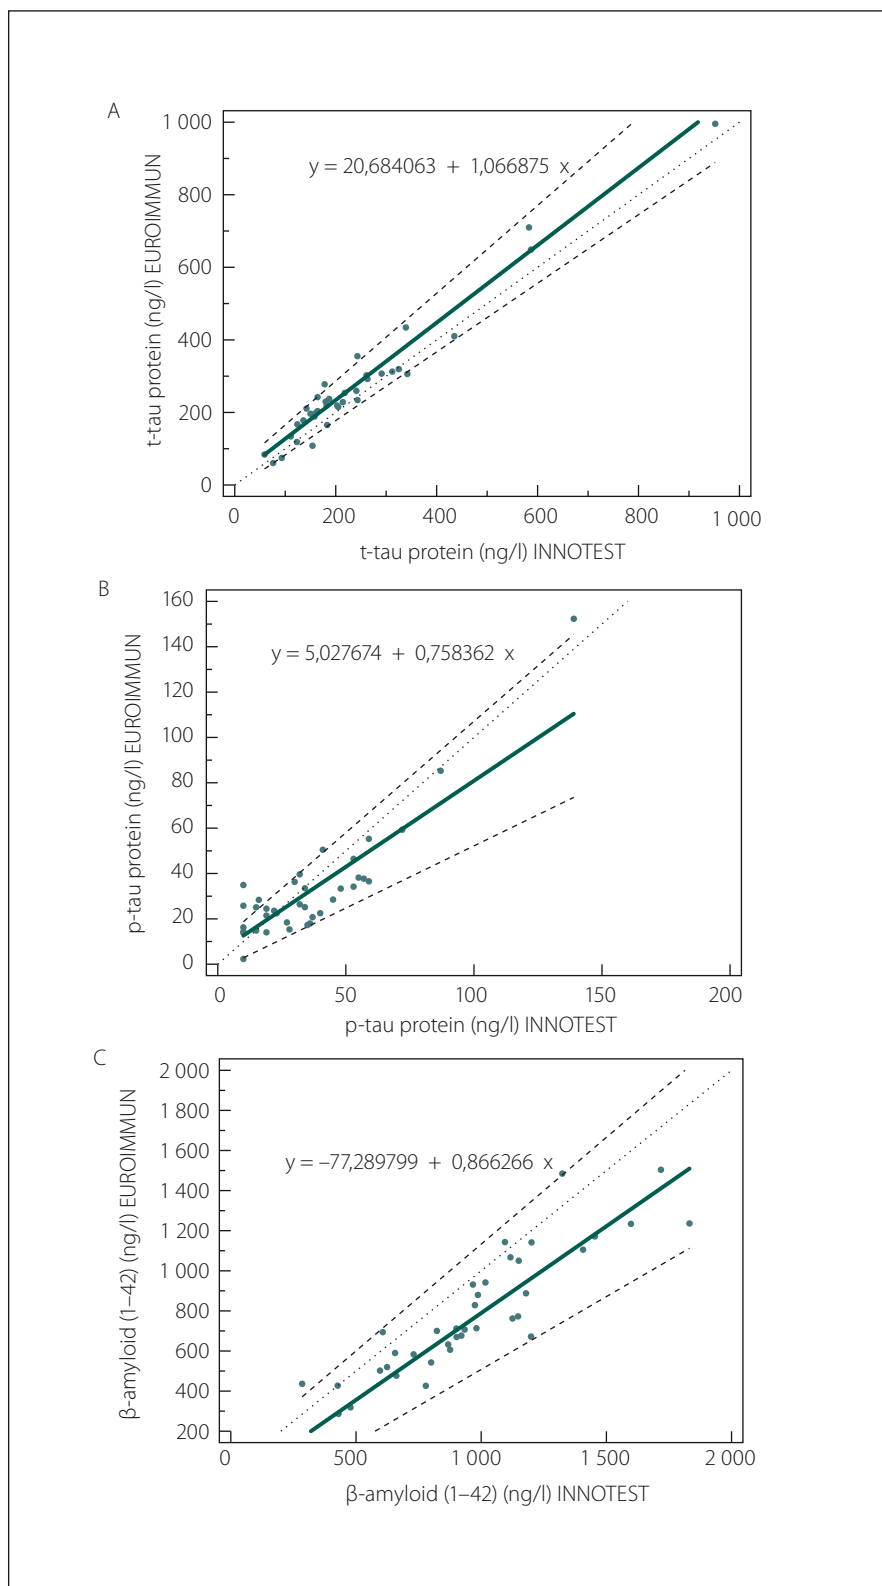 A
t-tau protein (ng/l) EUROIMMUN
1 000
800
600
400
200
0
y = 20,684063 + 1,066875 x
0 200 400 600 800 1 000
t-tau protein (ng/l) INNOTEST
B
p-tau protein (ng/l) EUROIMMUN
160
140
120
100
80
60
40
20
0
y = 5,027674 + 0,758362 x
0 50 100 150 200
p-tau protein (ng/l) INNOTEST
C
β-amyloid (1–42) (ng/l) EUROIMMUN
2 000
1 800
1 600
1 400
1 200
1 000
800
600
400
200
y = –77,289799 + 0,866266 x
0 500 1 000 1 500 2 000
β-amyloid (1–42) (ng/l) INNOTEST